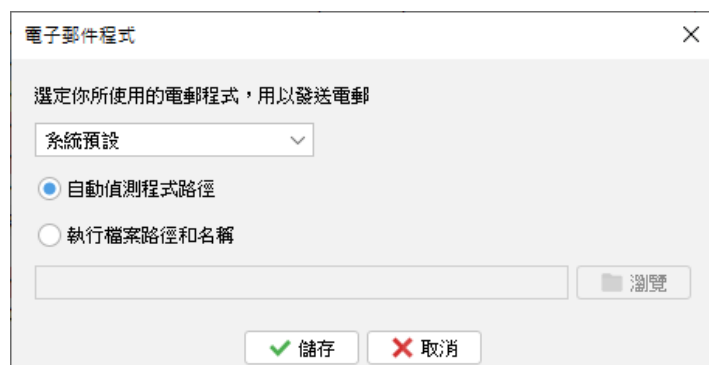 電子郵件程式
選定你所使用的電郵程式，用以發送電郵
系統預設
自動偵測程式路徑
執行檔案路徑和名稱
瀏覽
儲存 取消